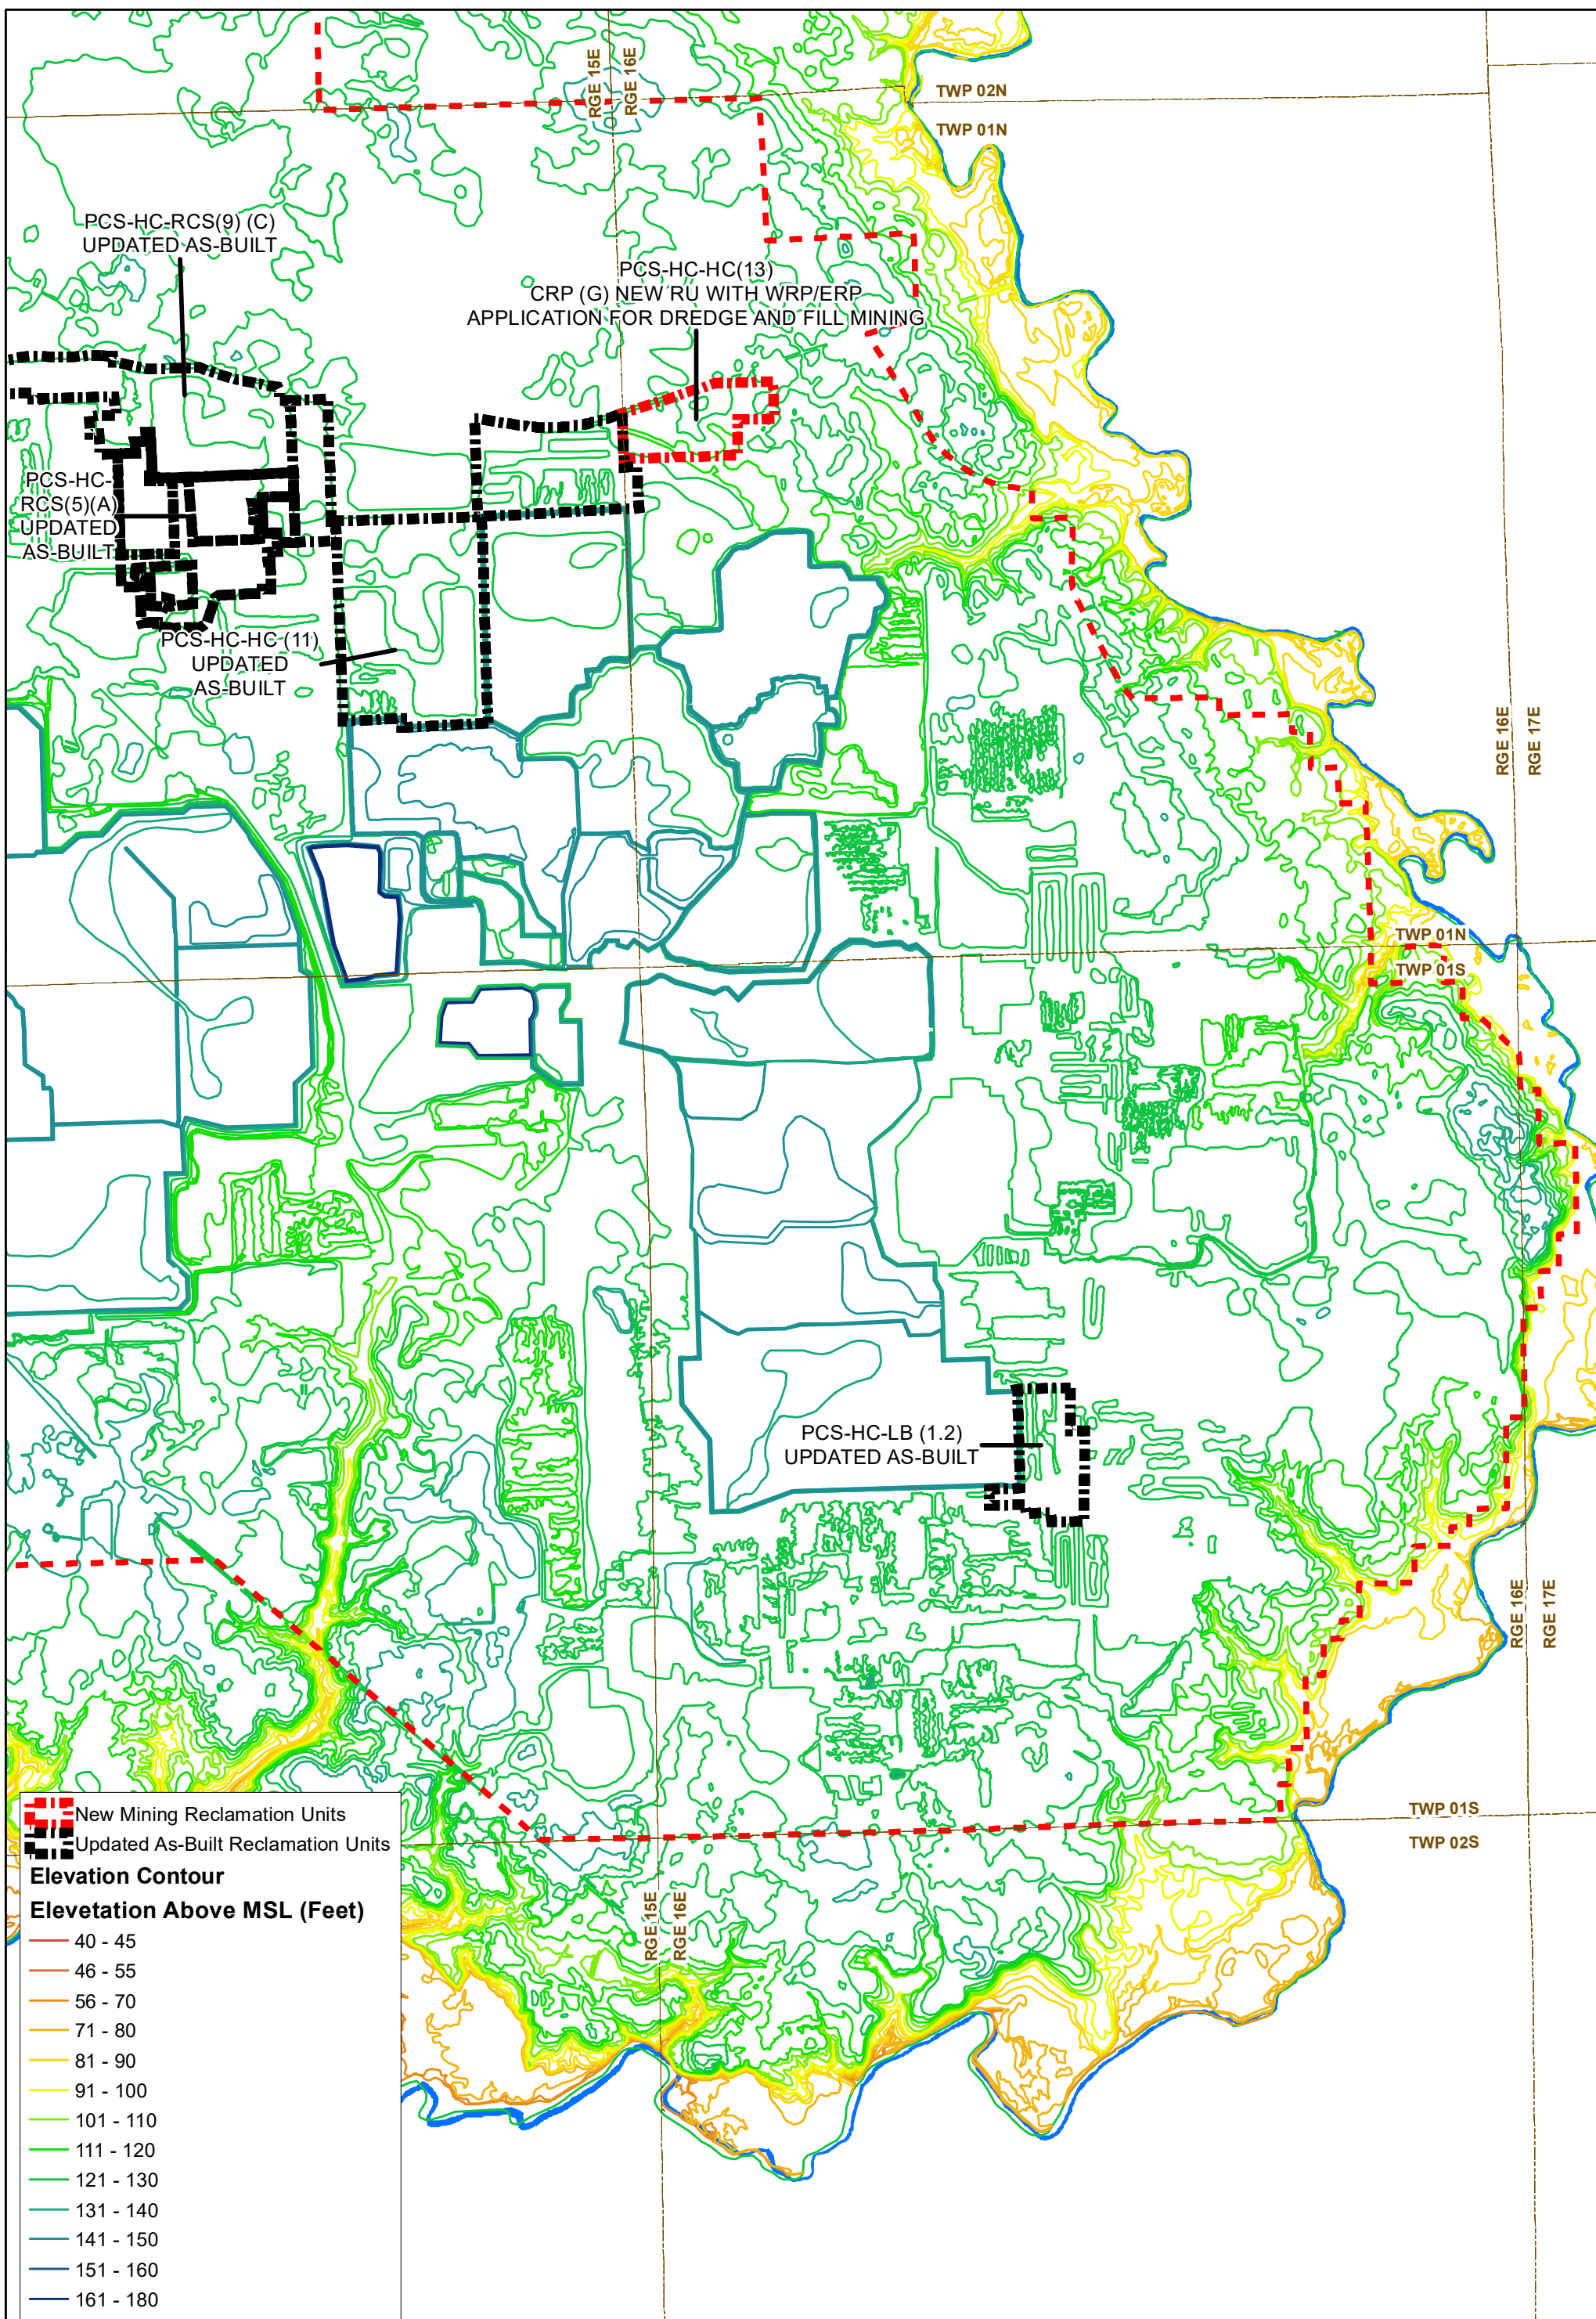 RGE 15E
RGE 16E
TWP 02N
TWP 01N
PCS-HC-RCS(9) (C)
UPDATED AS-BUILT
PCS-HC-HC(13)
CRP (G) NEW RU WITH WRP/ERP
APPLICATION FOR DREDGE AND FILL MINING
PCS-HC-
RCS(5)(A)
UPDATED
AS-BUILT
PCS-HC-HC (11)
UPDATED
AS-BUILT
RGE 16E
RGE 17E
TWP 01N
TWP 01S
PCS-HC-LB (1.2)
UPDATED AS-BUILT
RGE 16E
RGE 17E
TWP 01S
TWP 02S
RGE 15E
RGE 16E
New Mining Reclamation Units
Updated As-Built Reclamation Units
Elevation Contour
Elevetation Above MSL (Feet)
40 - 45
46 - 55
56 - 70
71 - 80
81 - 90
91 - 100
101 - 110
111 - 120
121 - 130
131 - 140
141 - 150
151 - 160
161 - 180